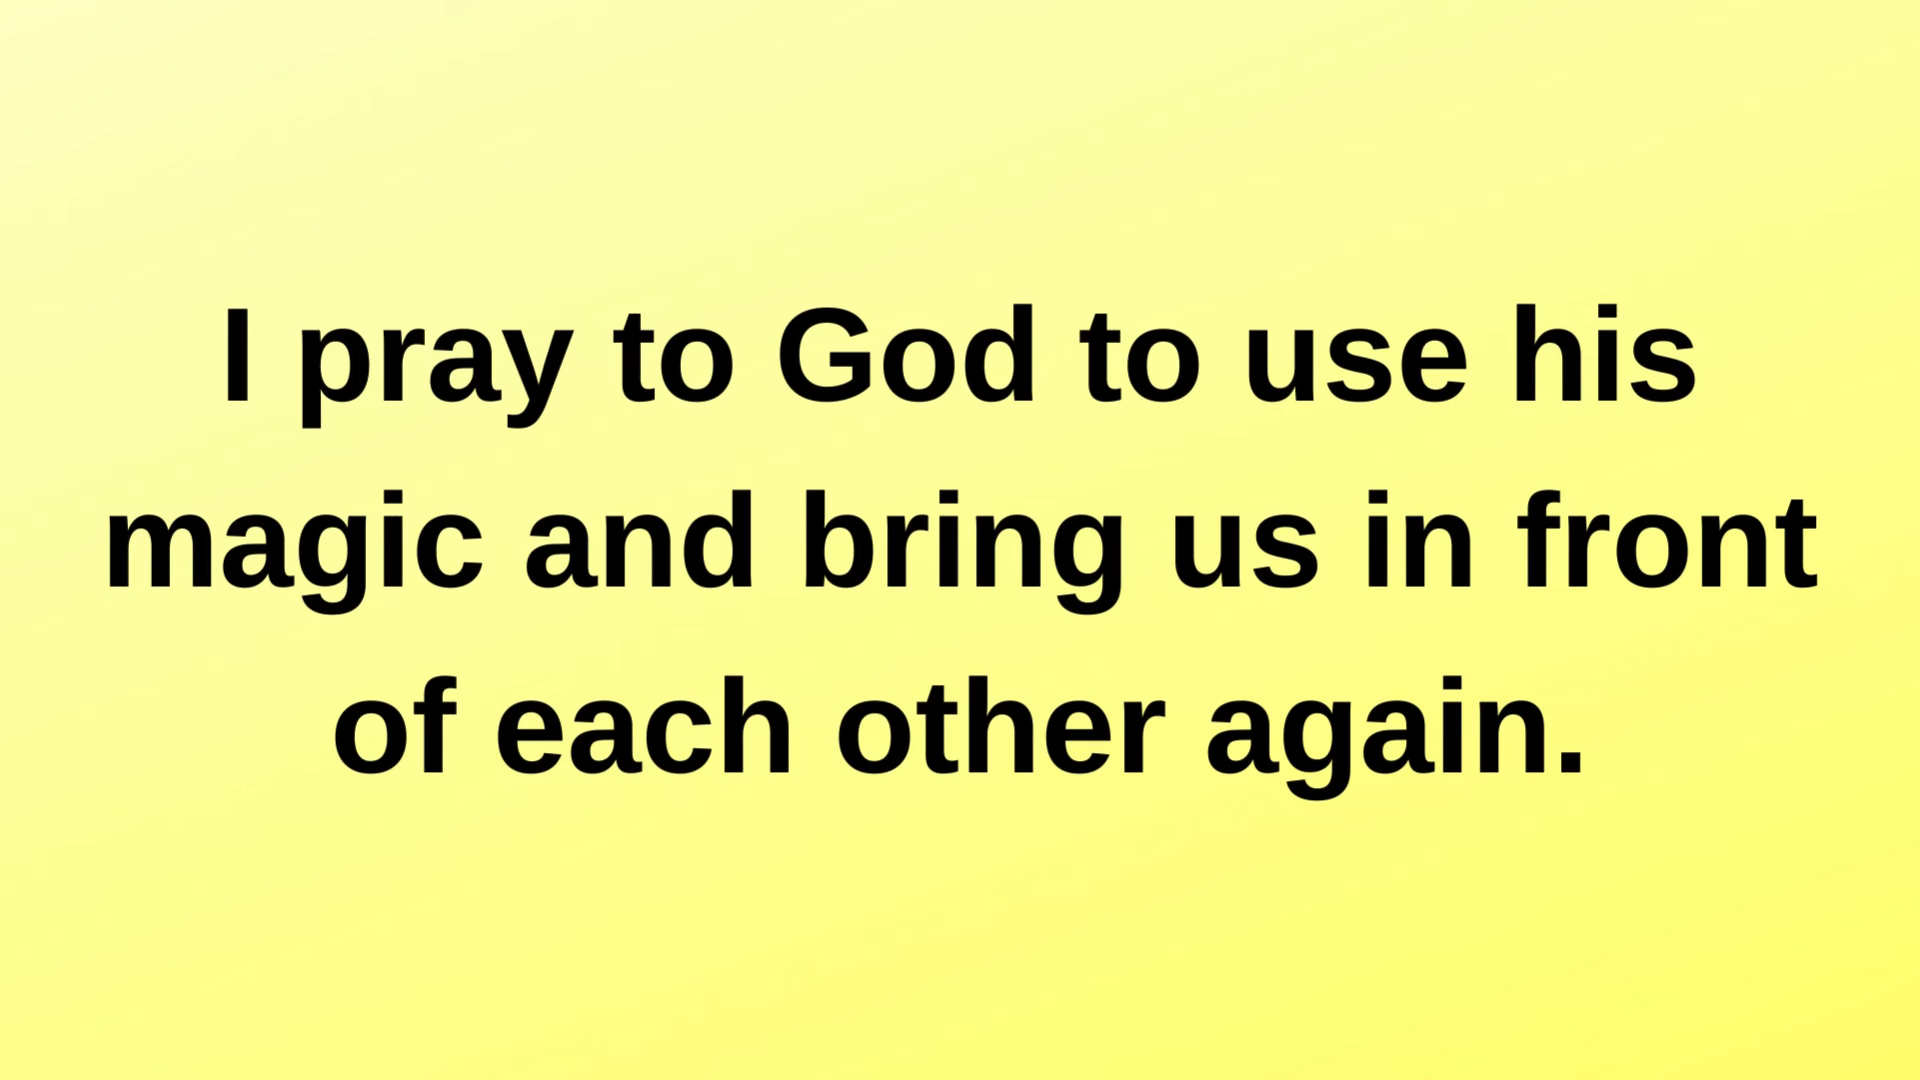 I pray to God to use his
magic and bring us in front
of each other again.